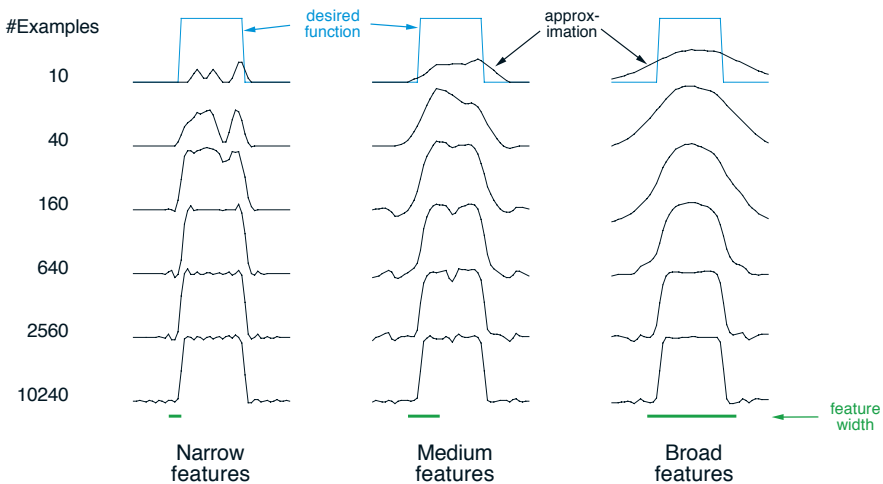 #Examples
desired
function
approx-
imation
10
40
160
640
2560
10240
feature
width
Narrow
features
Medium
features
Broad
features